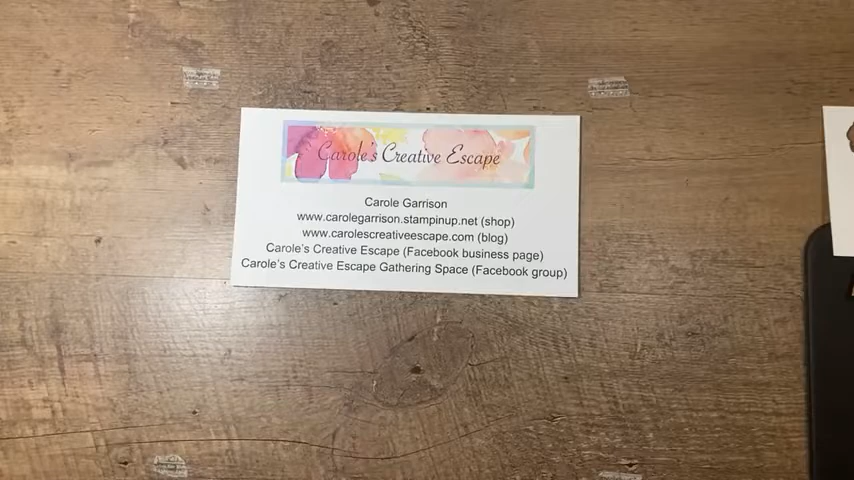 Carole's Creative Escape
Carole Garrison
www.carolegarrison.stampinup.net (shop)
www.carolescreativeescape.com (blog)
Carole's Creative Escape (Facebook business page)
Carole's Creative Escape Gathering Space (Facebook group)